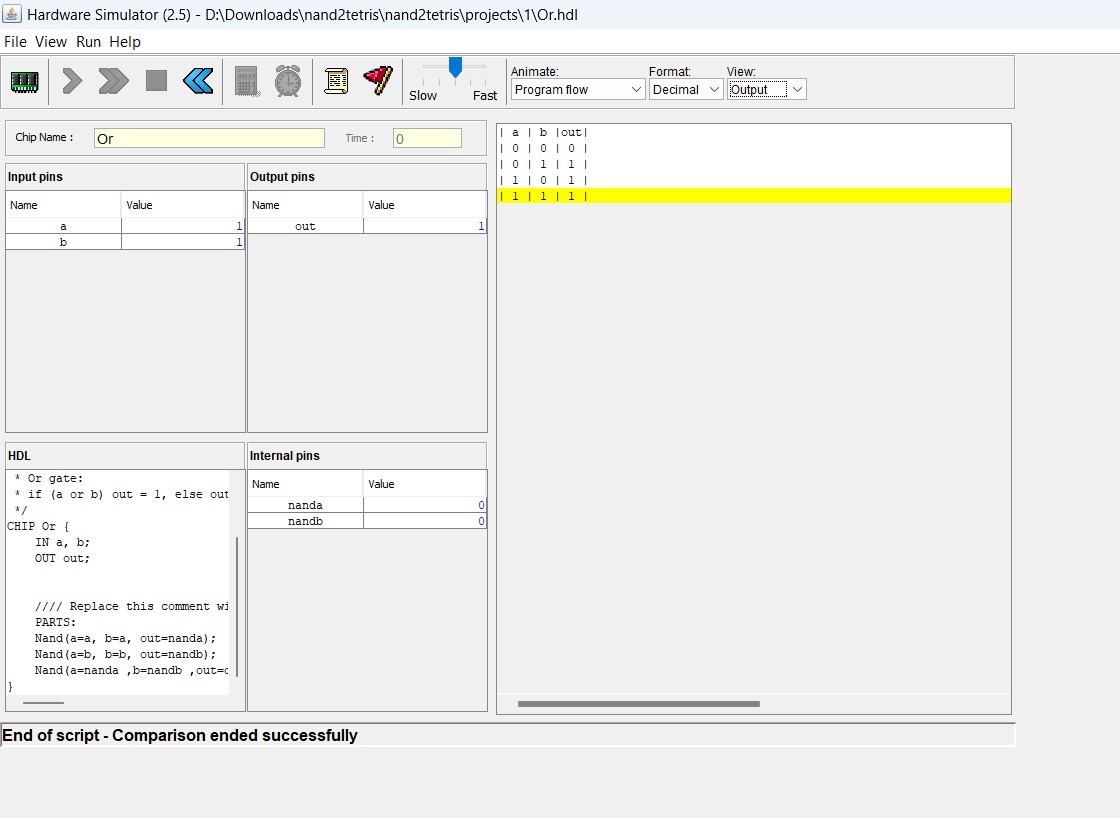 Hardware Simulator (2.5) - D:\Downloads\nand2tetris\nand2tetris\projects\1\Or.hdl
File View Run Help
Slow Fast
Animate:
Program flow
Format:
Decimal
View:
Output
Chip Name :
Or
Time :
0
Input pins
Name Value
a 1
b 1
Output pins
Name Value
out 1
| a | b |out|
| 0 | 0 | 0 |
| 0 | 1 | 1 |
| 1 | 0 | 1 |
| 1 | 1 | 1 |
HDL
* Or gate:
* if (a or b) out = 1, else out
*/
CHIP Or {
IN a, b;
OUT out;
//// Replace this comment wi
PARTS:
Nand(a=a, b=a, out=nanda);
Nand(a=b, b=b, out=nandb);
Nand(a=nanda ,b=nandb ,out=
}
Internal pins
Name Value
nanda 0
nandb 0
End of script - Comparison ended successfully